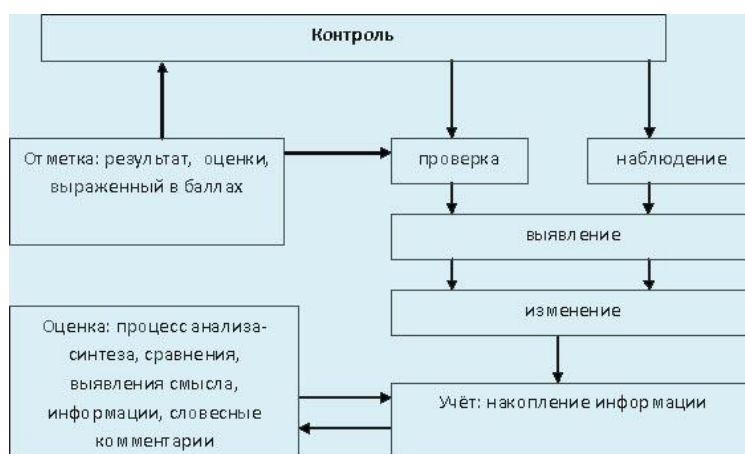 Контроль
Отметка: результат, оценки,
выраженный в баллах
проверка
наблюдение
выявление
изменение
Оценка: процесс анализа-
синтеза, сравнения,
выявления смысла,
информации, словесные
комментарии
Учёт: накопление информации